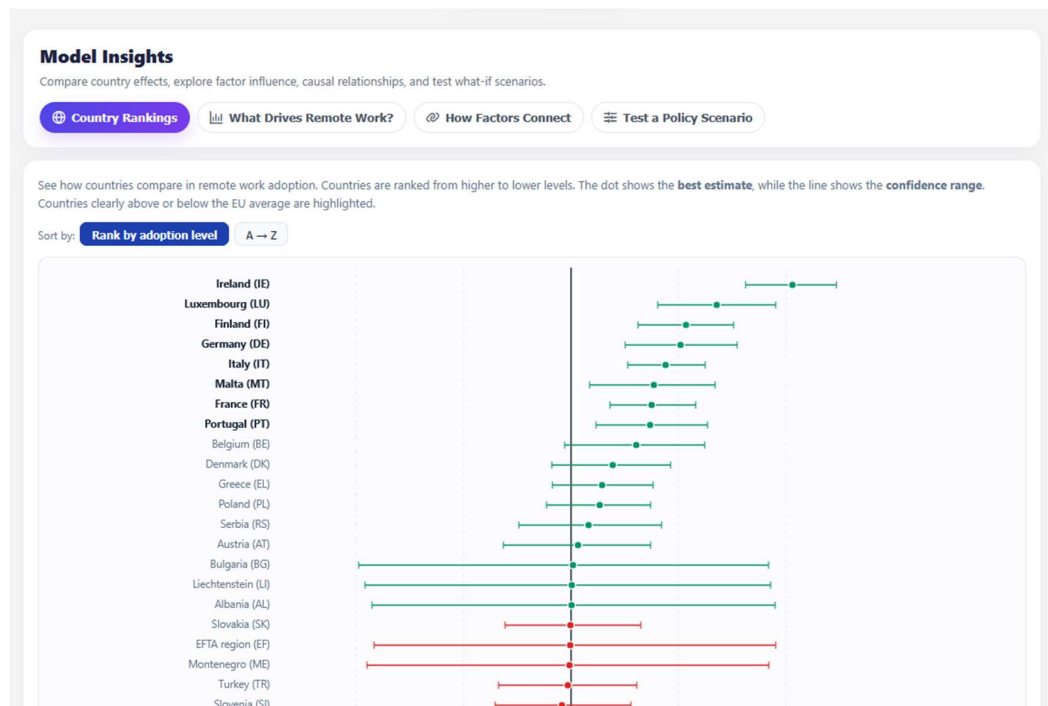 Model Insights
Compare country effects, explore factor influence, causal relationships, and test what-if scenarios.
Country Rankings
What Drives Remote Work?
How Factors Connect
Test a Policy Scenario
See how countries compare in remote work adoption. Countries are ranked from higher to lower levels. The dot shows the best estimate, while the line shows the confidence range.
Countries clearly above or below the EU average are highlighted.
Sort by: Rank by adoption level A → Z
Ireland (IE)
Luxembourg (LU)
Finland (FI)
Germany (DE)
Italy (IT)
Malta (MT)
France (FR)
Portugal (PT)
Belgium (BE)
Denmark (DK)
Greece (EL)
Poland (PL)
Serbia (RS)
Austria (AT)
Bulgaria (BG)
Liechtenstein (LI)
Albania (AL)
Slovakia (SK)
EFTA region (EF)
Montenegro (ME)
Turkey (TR)
Slovenia (SI)